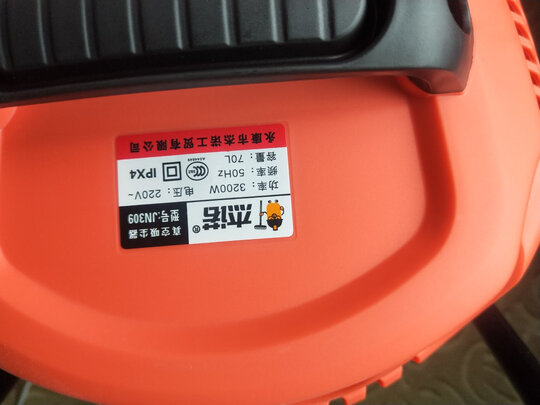 杰诺®
真空吸尘器
型号:JN309
功率：3200W 电压：220V~
频率：50Hz
容量：70L
IPX4
永康市杰诺工贸有限公司